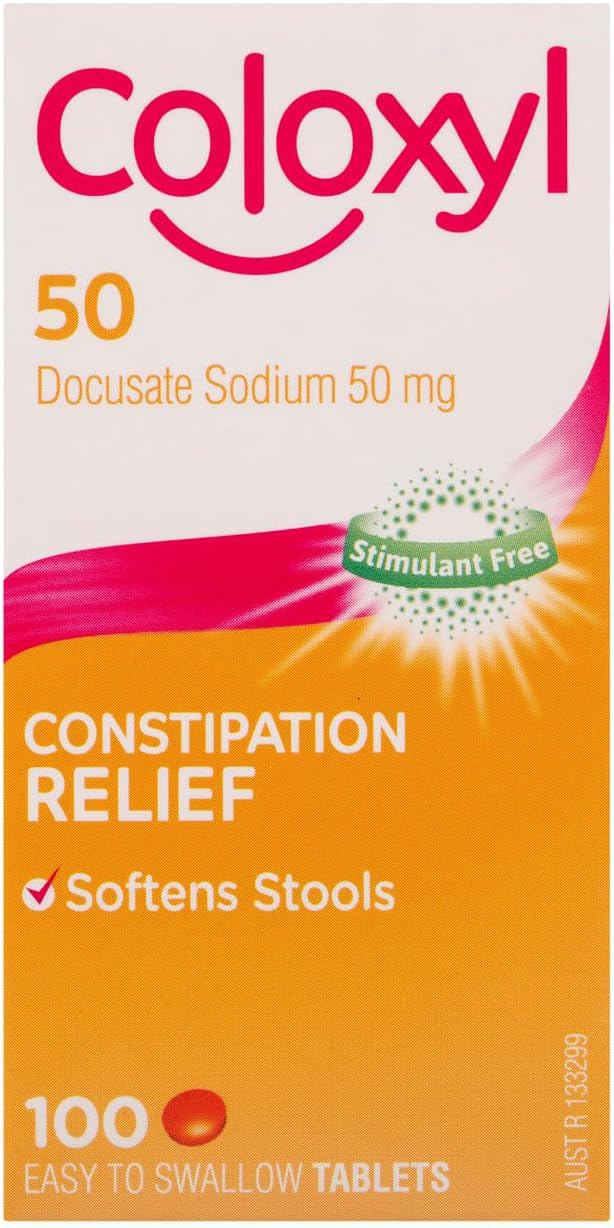 Coloxyl
50
Docusate Sodium 50 mg
Stimulant Free
CONSTIPATION
RELIEF
Softens Stools
100
EASY TO SWALLOW TABLETS
AUST R 133299